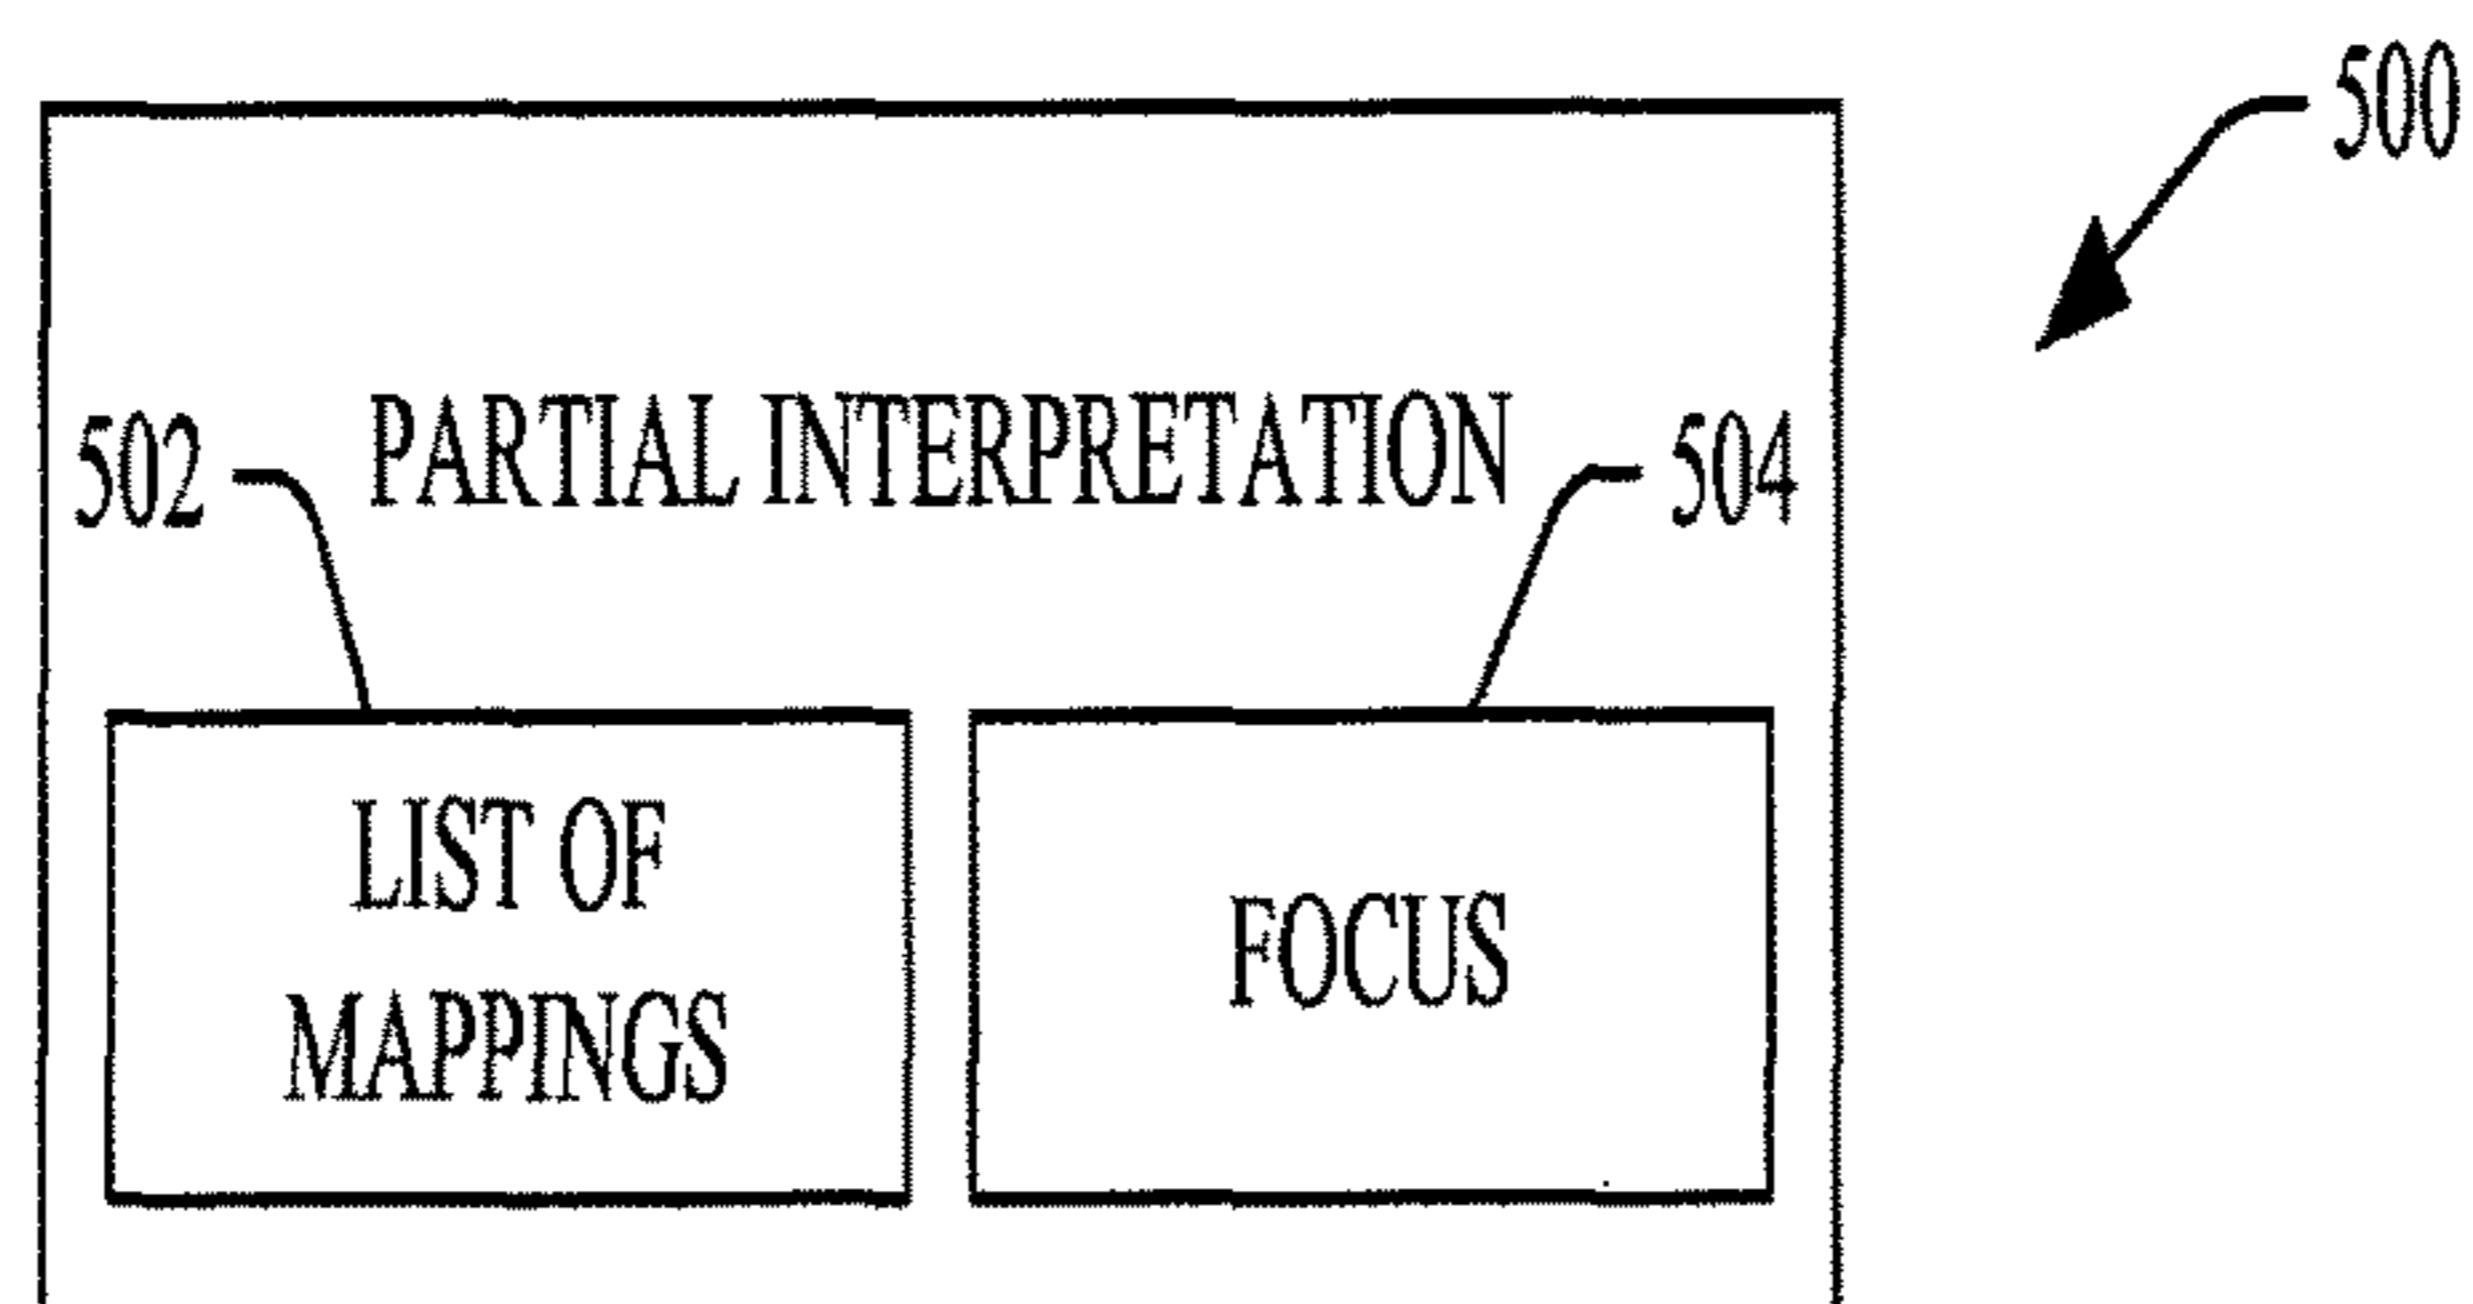 500
PARTIAL INTERPRETATION
502
504
LIST OF
MAPPINGS
FOCUS